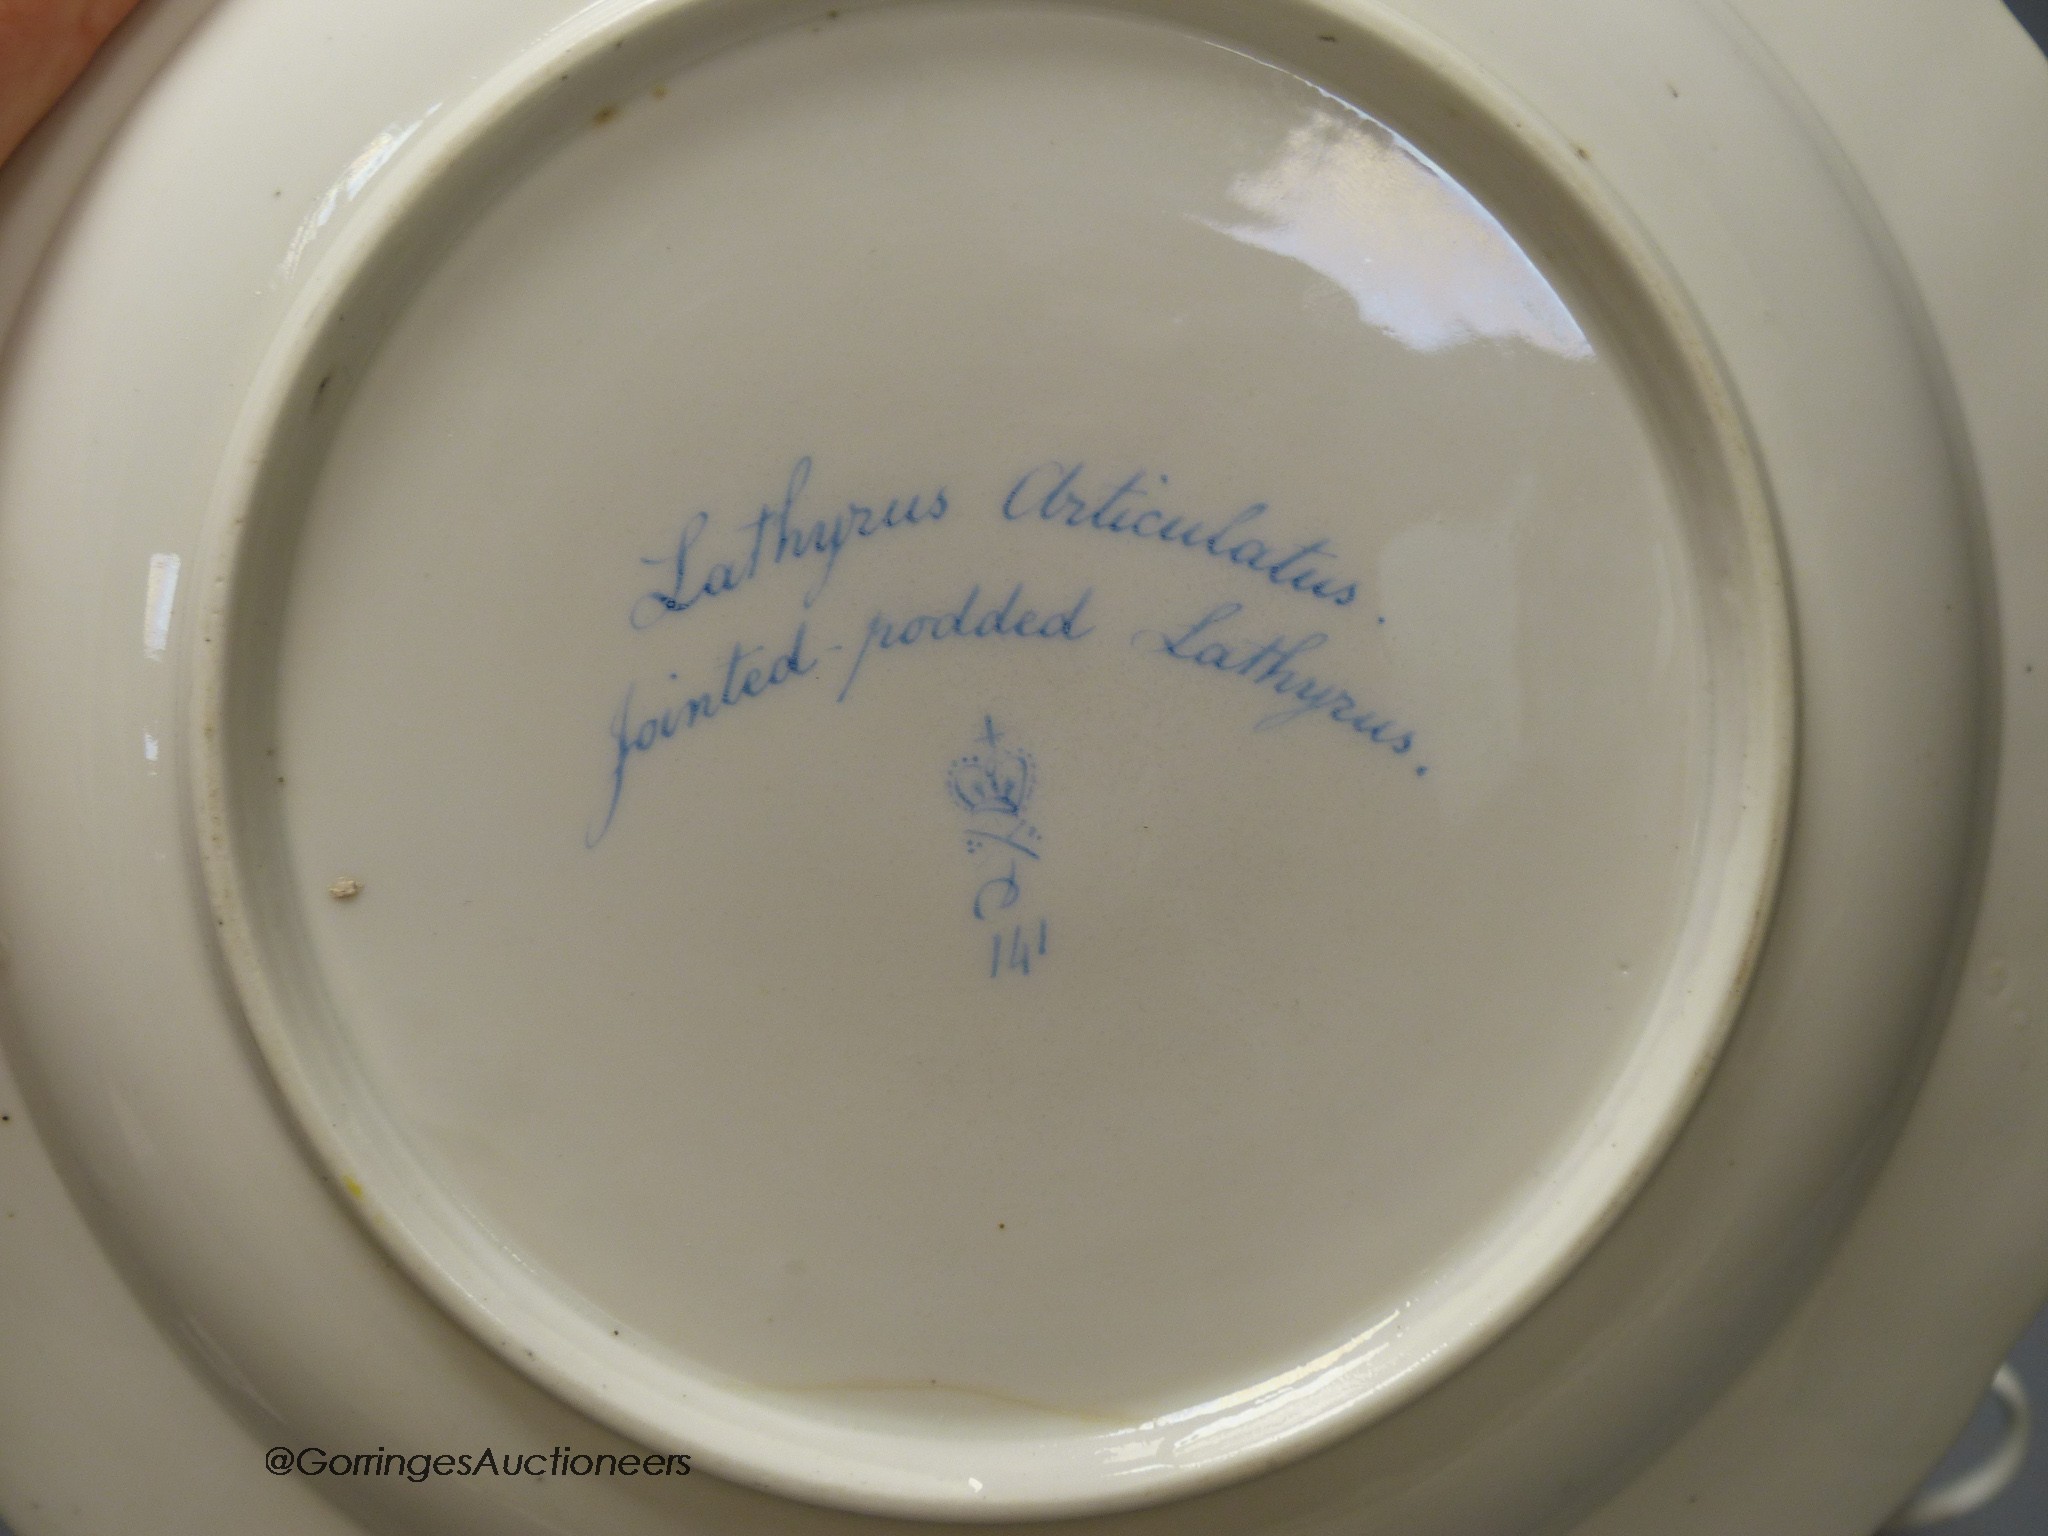 Lathyrus Articulatus.
Jointed-podded Lathyrus.
D
141
@GorringesAuctioneers